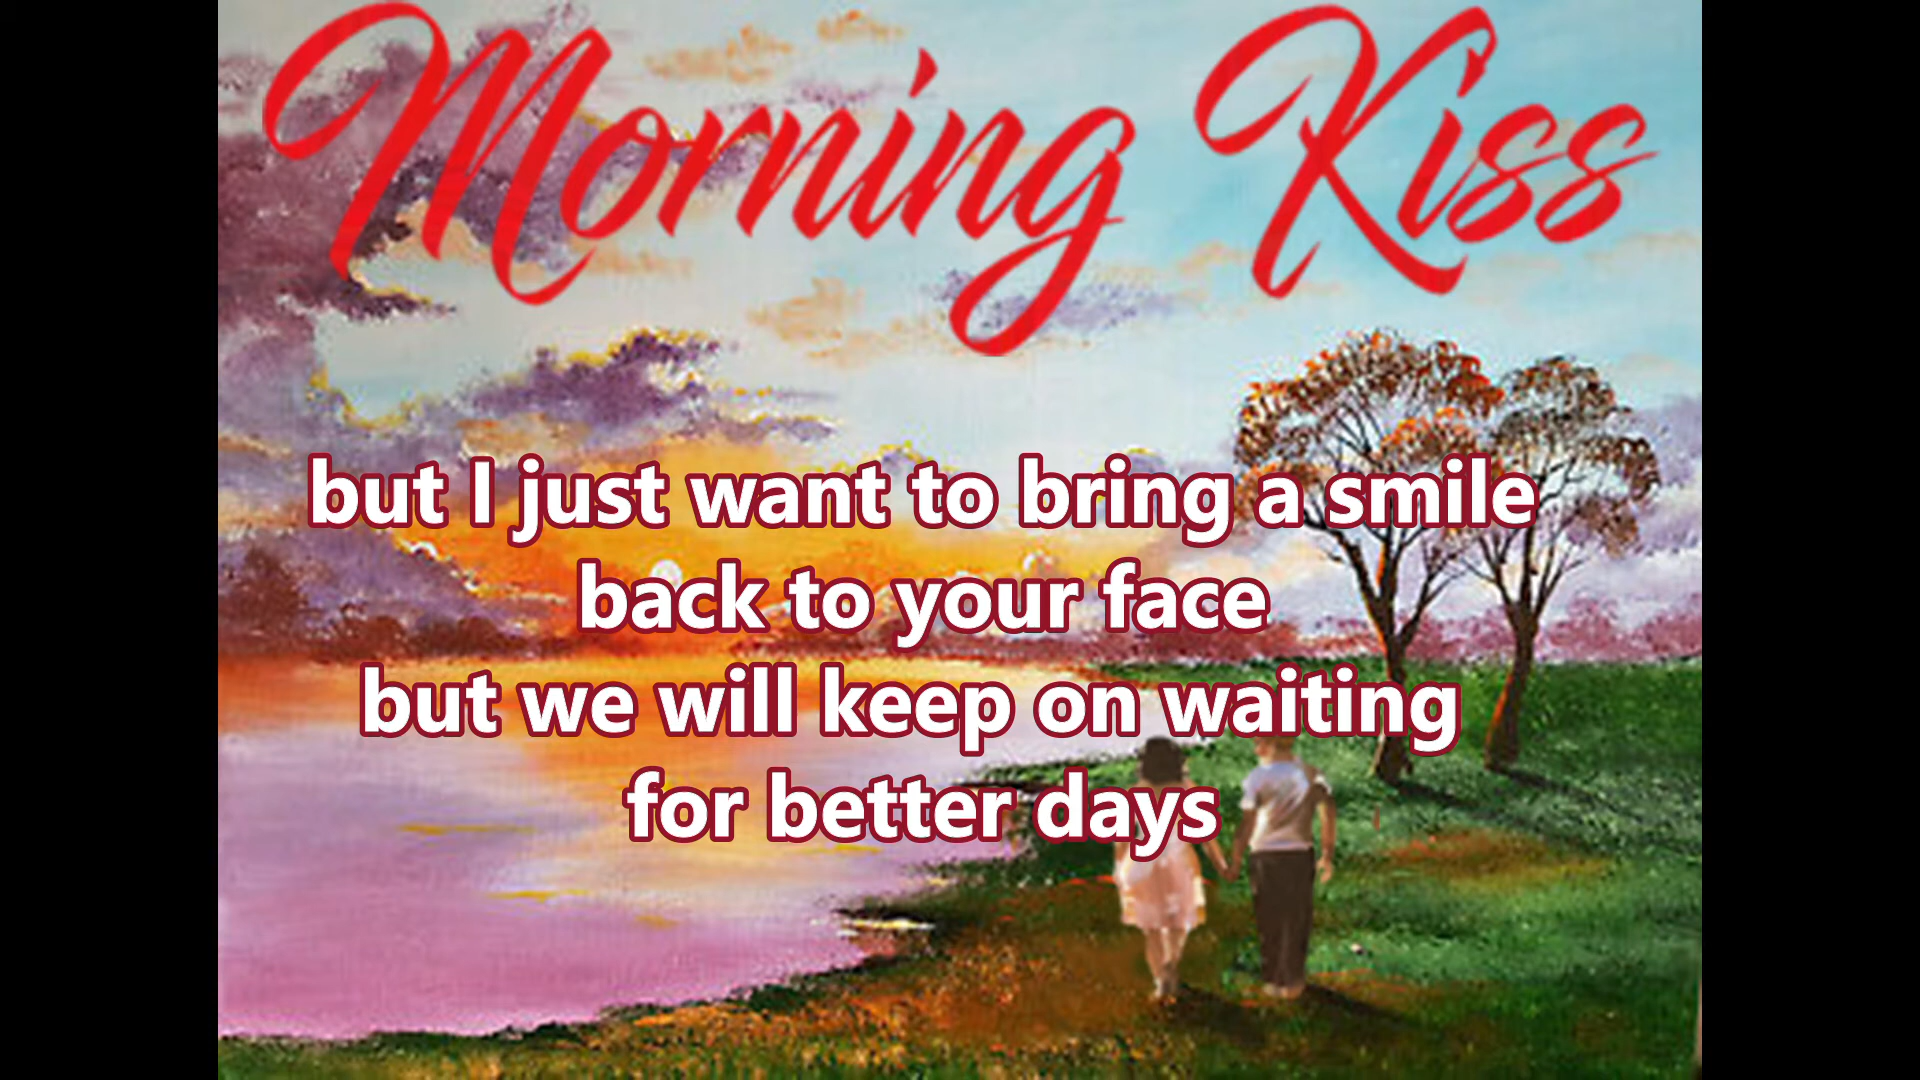 Morning Kiss
but I just want to bring a smile
back to your face
but we will keep on waiting
for better days